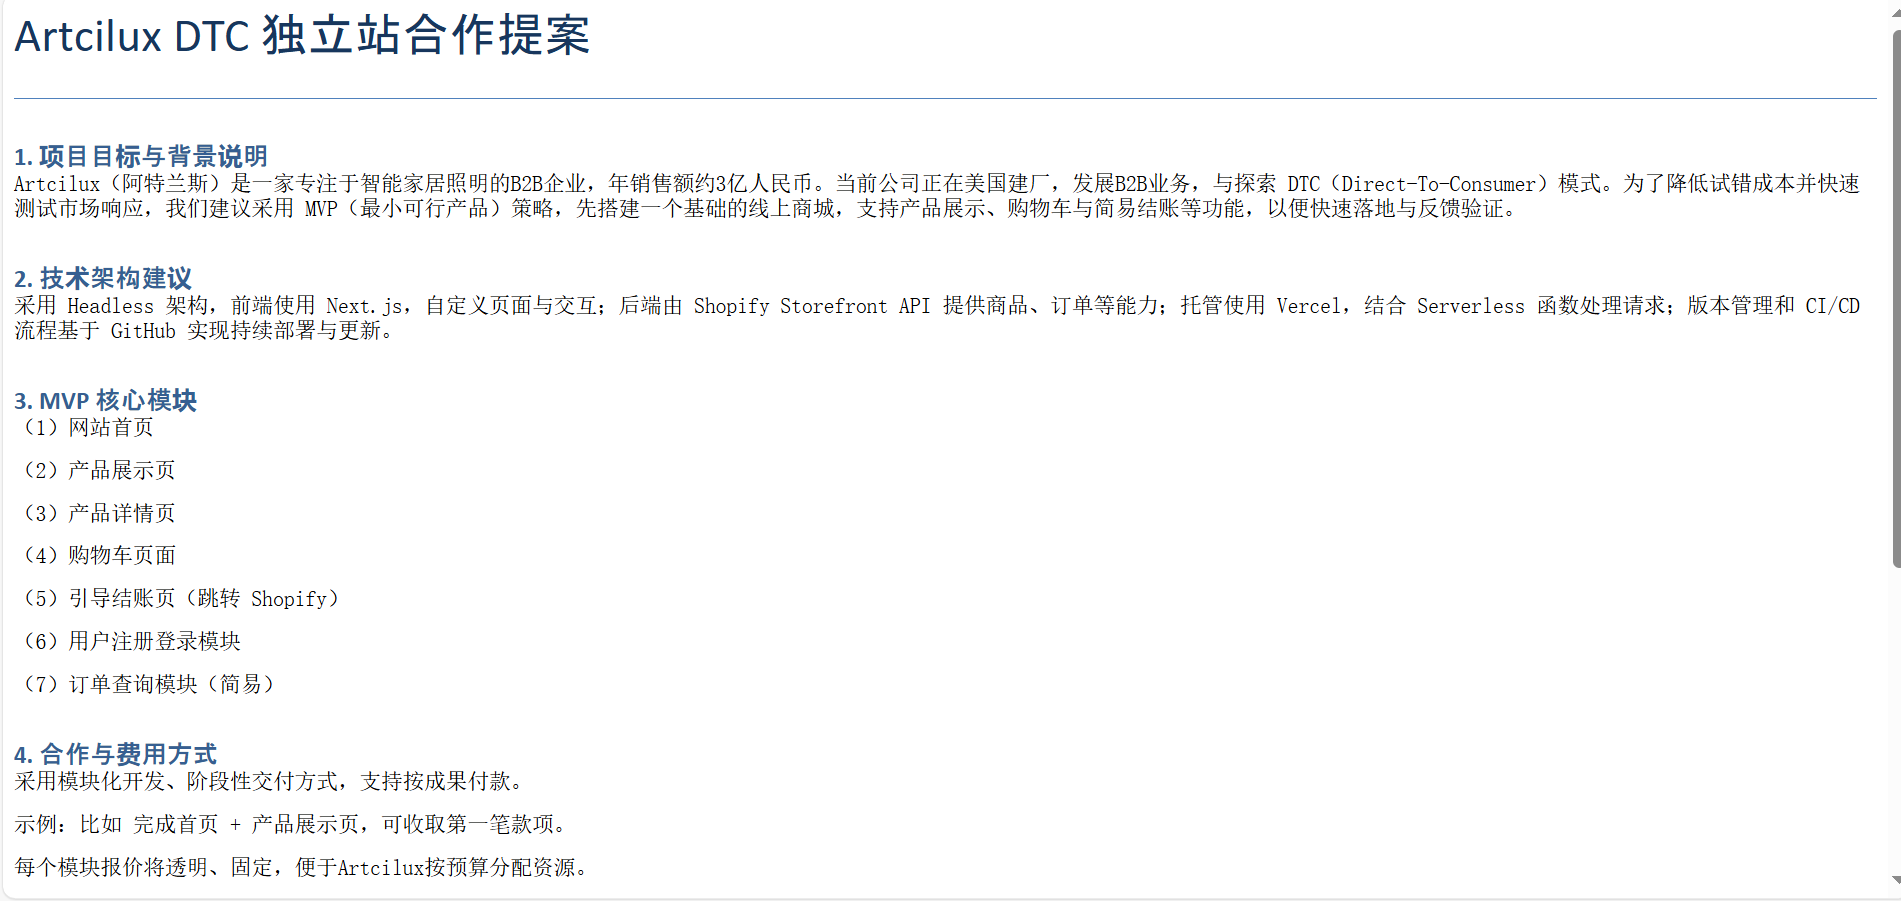 Artcilux DTC 独立站合作提案
1. 项目目标与背景说明
Artcilux（阿特兰斯）是一家专注于智能家居照明的B2B企业，年销售额约3亿人民币。当前公司正在美国建厂，发展B2B业务，与探索 DTC（Direct-To-Consumer）模式。为了降低试错成本并快速
测试市场响应，我们建议采用 MVP（最小可行产品）策略，先搭建一个基础的线上商城，支持产品展示、购物车与简易结账等功能，以便快速落地与反馈验证。
2. 技术架构建议
采用 Headless 架构，前端使用 Next.js，自定义页面与交互；后端由 Shopify Storefront API 提供商品、订单等能力；托管使用 Vercel，结合 Serverless 函数处理请求；版本管理和 CI/CD
流程基于 GitHub 实现持续部署与更新。
3. MVP 核心模块
（1）网站首页
（2）产品展示页
（3）产品详情页
（4）购物车页面
（5）引导结账页（跳转 Shopify）
（6）用户注册登录模块
（7）订单查询模块（简易）
4. 合作与费用方式
采用模块化开发、阶段性交付方式，支持按成果付款。
示例：比如 完成首页 + 产品展示页，可收取第一笔款项。
每个模块报价将透明、固定，便于Artcilux按预算分配资源。